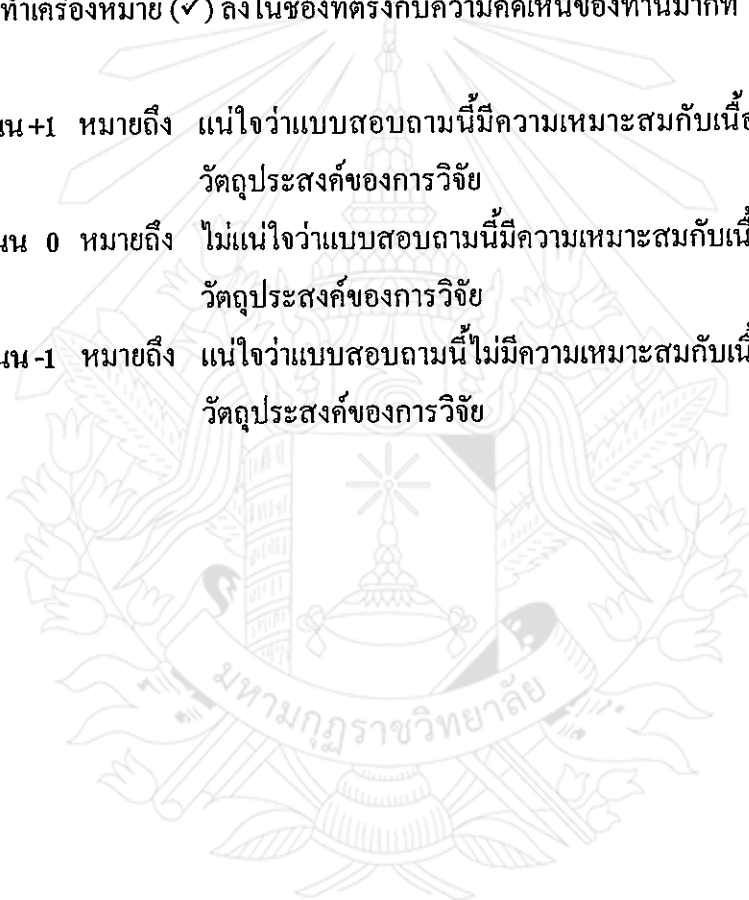 ทำเครื่องหมาย (✓) ลงในช่องที่ตรงกับความคิดเห็นของท่านมากที่
นน +1 หมายถึง แน่ใจว่าแบบสอบถามนี้มีความเหมาะสมกับเนื้อ
วัตถุประสงค์ของการวิจัย
นน 0 หมายถึง ไม่แน่ใจว่าแบบสอบถามนี้มีความเหมาะสมกับเนื้
วัตถุประสงค์ของการวิจัย
นน -1 หมายถึง แน่ใจว่าแบบสอบถามนี้ไม่มีความเหมาะสมกับเนื้
วัตถุประสงค์ของการวิจัย
มหามกุฏราชวิทยาลัย